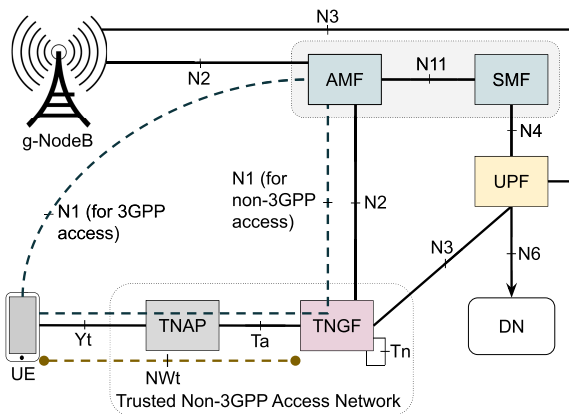 N3
N2
g-NodeB
AMF
N11
SMF
N4
UPF
N1 (for
non-3GPP
access)
N2
N1 (for 3GPP
access)
N3
N6
UE
Yt
TNAP
Ta
TNGF
Tn
DN
NWt
Trusted Non-3GPP Access Network